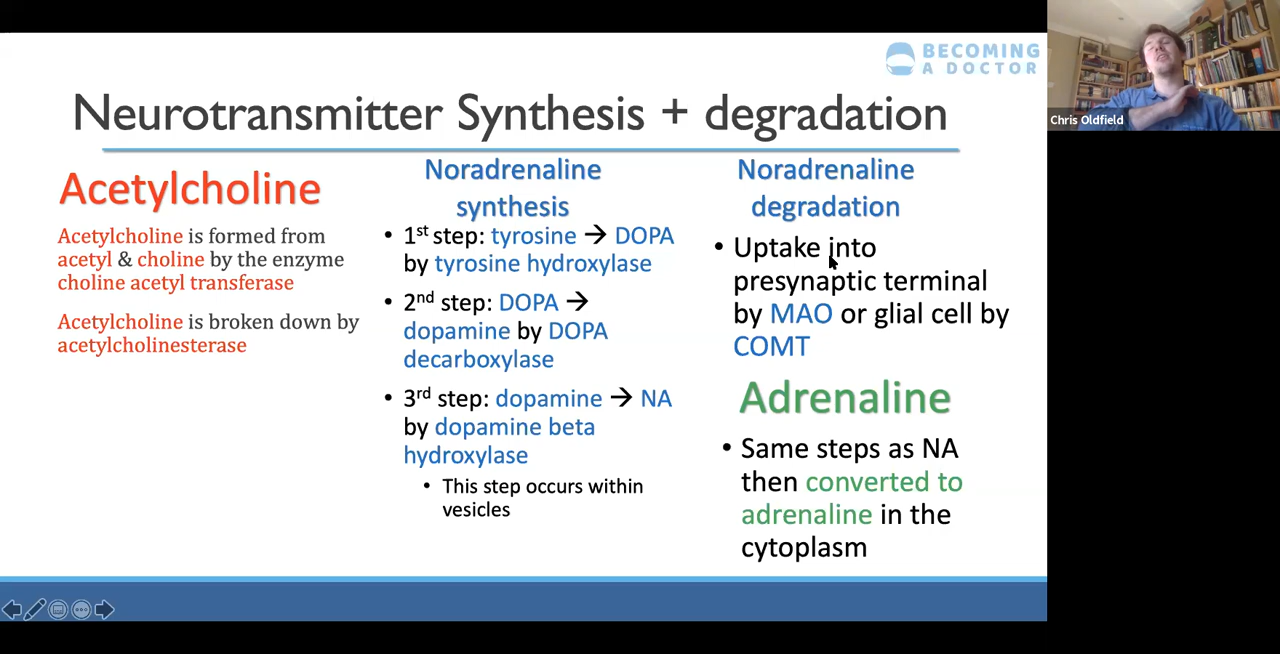 BECOMING
A DOCTOR
Neurotransmitter Synthesis + degradation
Acetylcholine
Acetylcholine is formed from
acetyl & choline by the enzyme
choline acetyl transferase
Acetylcholine is broken down by
acetylcholinesterase
Noradrenaline
synthesis
• 1st step: tyrosine → DOPA
by tyrosine hydroxylase
• 2nd step: DOPA →
dopamine by DOPA
decarboxylase
• 3rd step: dopamine → NA
by dopamine beta
hydroxylase
• This step occurs within
vesicles
Noradrenaline
degradation
• Uptake into
presynaptic terminal
by MAO or glial cell by
COMT
Adrenaline
• Same steps as NA
then converted to
adrenaline in the
cytoplasm
Chris Oldfield